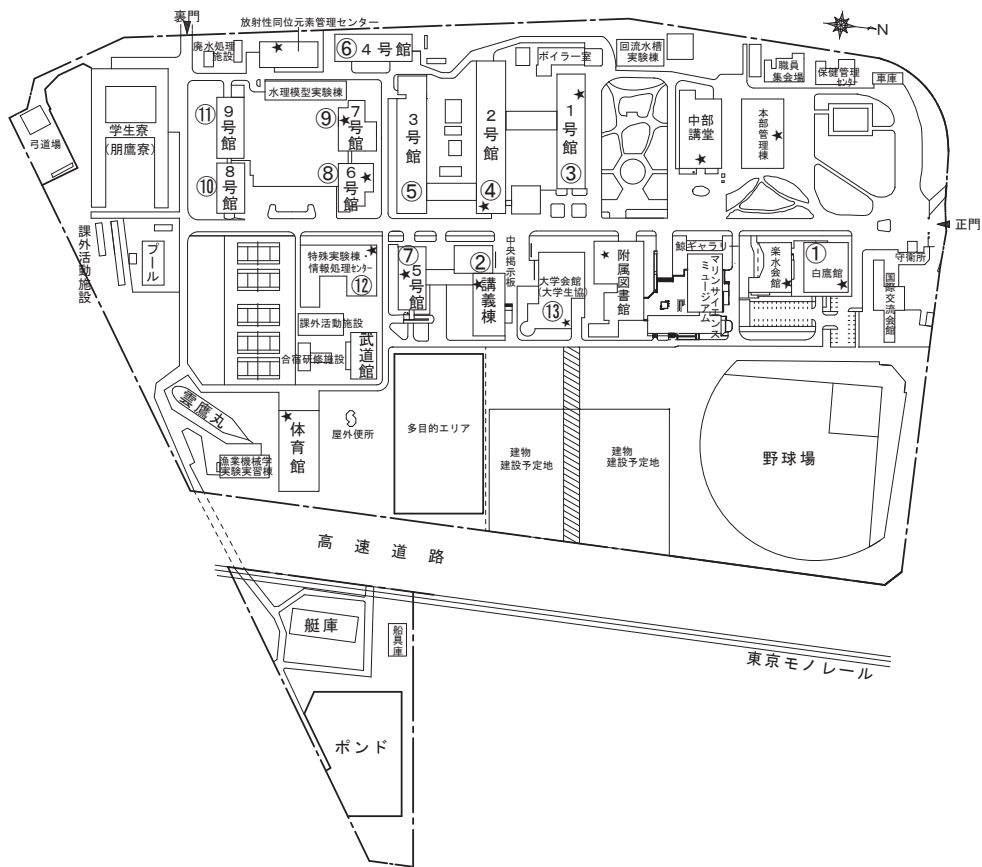 裏門
放射性同位元素管理センター
N
廃水処理
施設
⑥4号館
ボイラー室
回流水槽
実験棟
職員
集会場
保健管理
センター
車庫
水理模型実験棟
学生寮
(朋鷹寮)
弓道場
⑪
9号館
⑨
7号館
3号館
2号館
1号館
中部
講堂
本部管理棟
⑩
8号館
⑧
6号館
⑤
④
③
正門
課外活動施設
プール
特殊実験棟・
情報処理センター
⑫
⑦
5号館
②
講義棟
中央掲示板
大学会館
(大学生協)
⑬
附属図書館
鯨ギャラリー
マリンサイエンス
ミュージアム
楽水会館
①
白鷹館
守衛所
国際交流会館
課外活動施設
合宿研修施設
武道館
雲鷹丸
体育館
屋外便所
漁業機械学
実験実習棟
多目的エリア
建物
建設予定地
建物
建設予定地
野球場
高速道路
艇庫
船具庫
東京モノレール
ポンド